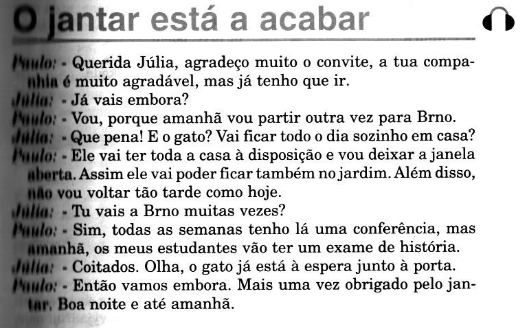 O jantar está a acabar
Paulo: - Querida Júlia, agradeço muito o convite, a tua compa-
nhia é muito agradável, mas já tenho que ir.
Júlia: - Já vais embora?
Paulo: - Vou, porque amanhã vou partir outra vez para Brno.
Júlia: - Que pena! E o gato? Vai ficar todo o dia sozinho em casa?
Paulo: - Ele vai ter toda a casa à disposição e vou deixar a janela
aberta. Assim ele vai poder ficar também no jardim. Além disso,
não vou voltar tão tarde como hoje.
Júlia: - Tu vais a Brno muitas vezes?
Paulo: - Sim, todas as semanas tenho lá uma conferência, mas
amanhã, os meus estudantes vão ter um exame de história.
Júlia: - Coitados. Olha, o gato já está à espera junto à porta.
Paulo: - Então vamos embora. Mais uma vez obrigado pelo jan-
tar. Boa noite e até amanhã.